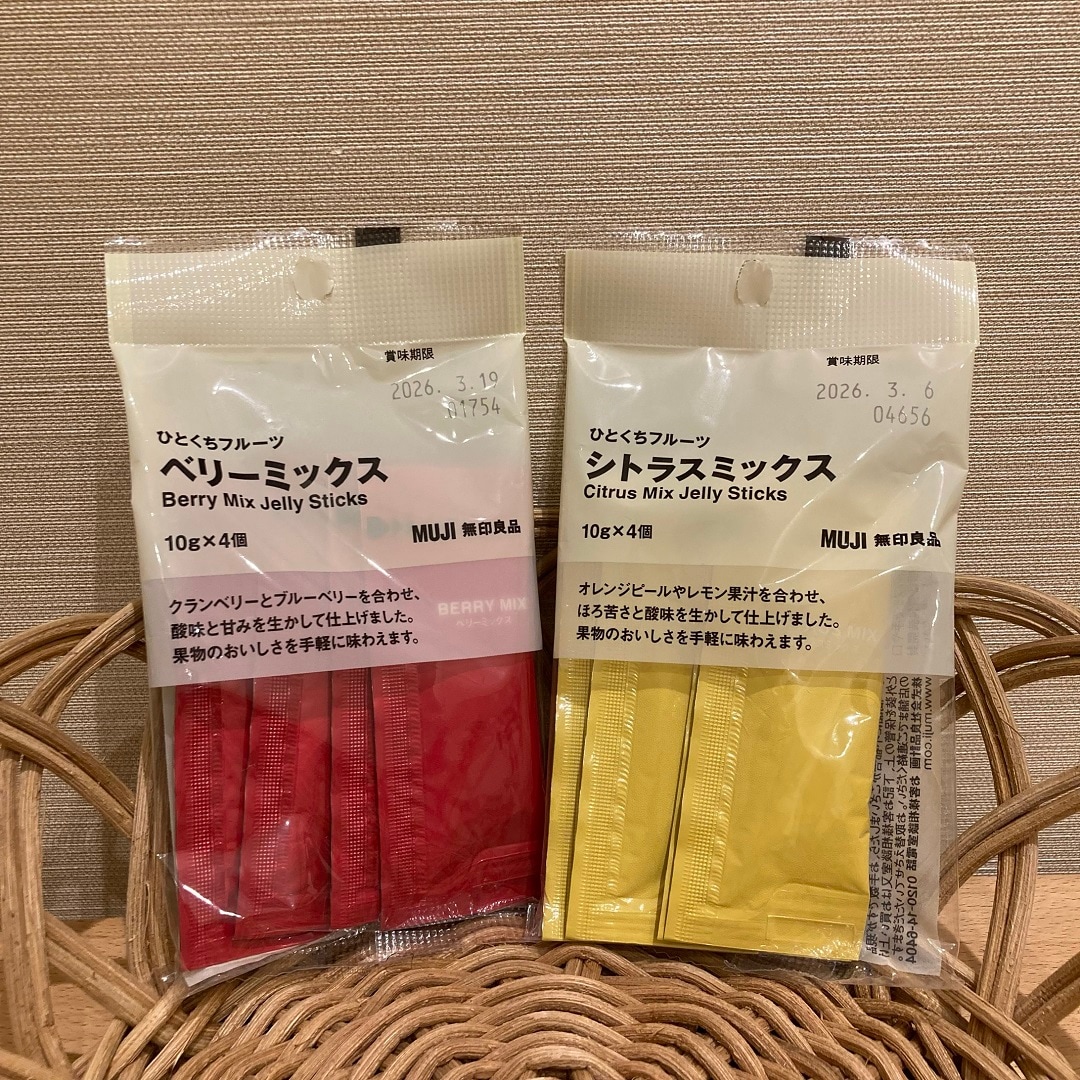 賞味期限
2026. 3.19
01754
ひとくちフルーツ
ベリーミックス
Berry Mix Jelly Sticks
10g×4個
MUJI 無印良品
クランベリーとブルーベリーを合わせ、
酸味と甘みを生かして仕上げました。
果物のおいしさを手軽に味わえます。
BERRY MIX
ベリーミックス
賞味期限
2026. 3. 6
04656
ひとくちフルーツ
シトラスミックス
Citrus Mix Jelly Sticks
10g×4個
MUJI 無印良品
オレンジピールやレモン果汁を合わせ、
ほろ苦さと酸味を生かして仕上げました。
果物のおいしさを手軽に味わえます。
MIX
www.muji.com
0120-14-6404